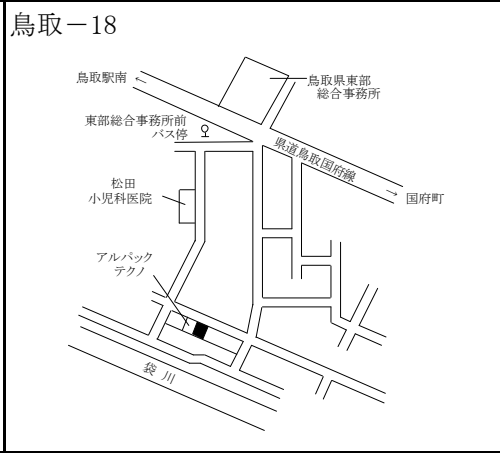 鳥取－18
鳥取駅南 ←
鳥取県東部
総合事務所
東部総合事務所前
バス停
県道鳥取国府線
→ 国府町
松田
小児科医院
アルパック
テクノ
袋川